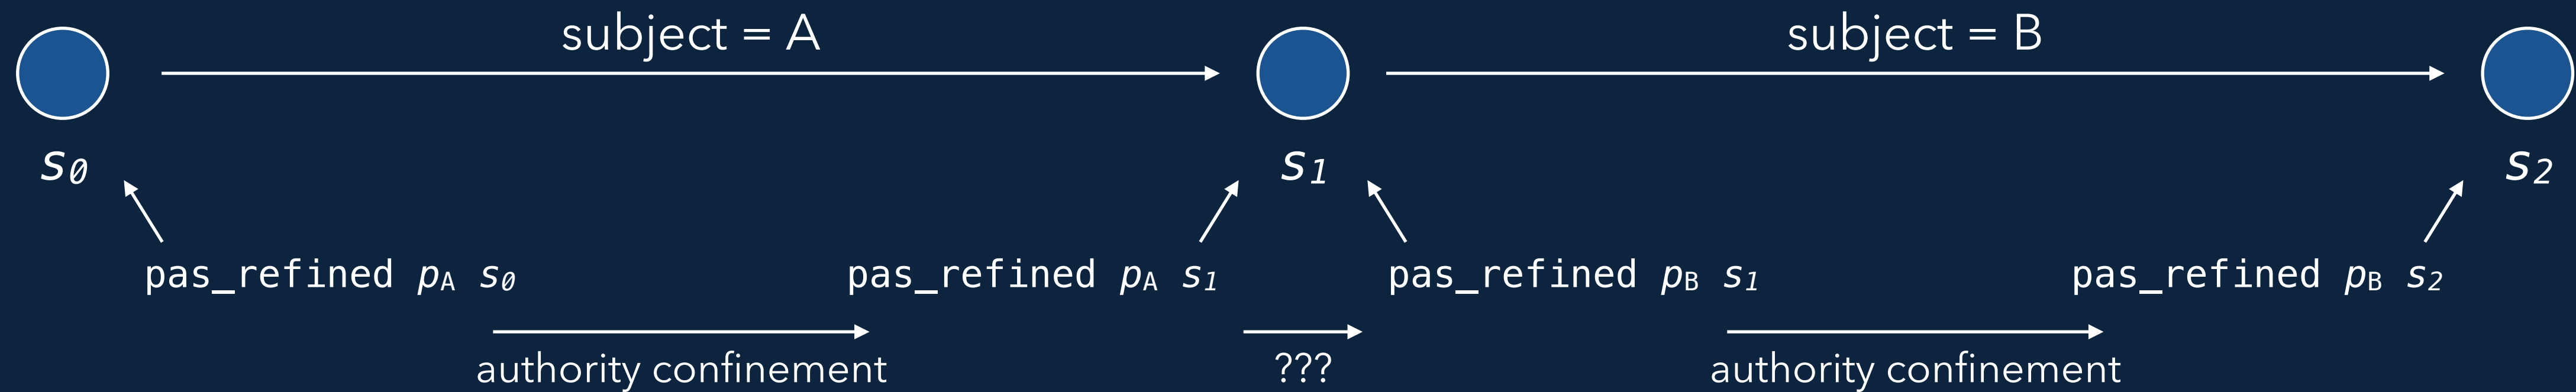 subject = A
subject = B
s0
s1
s2
pas_refined pA s0
pas_refined pA s1
pas_refined pB s1
pas_refined pB s2
authority confinement
???
authority confinement